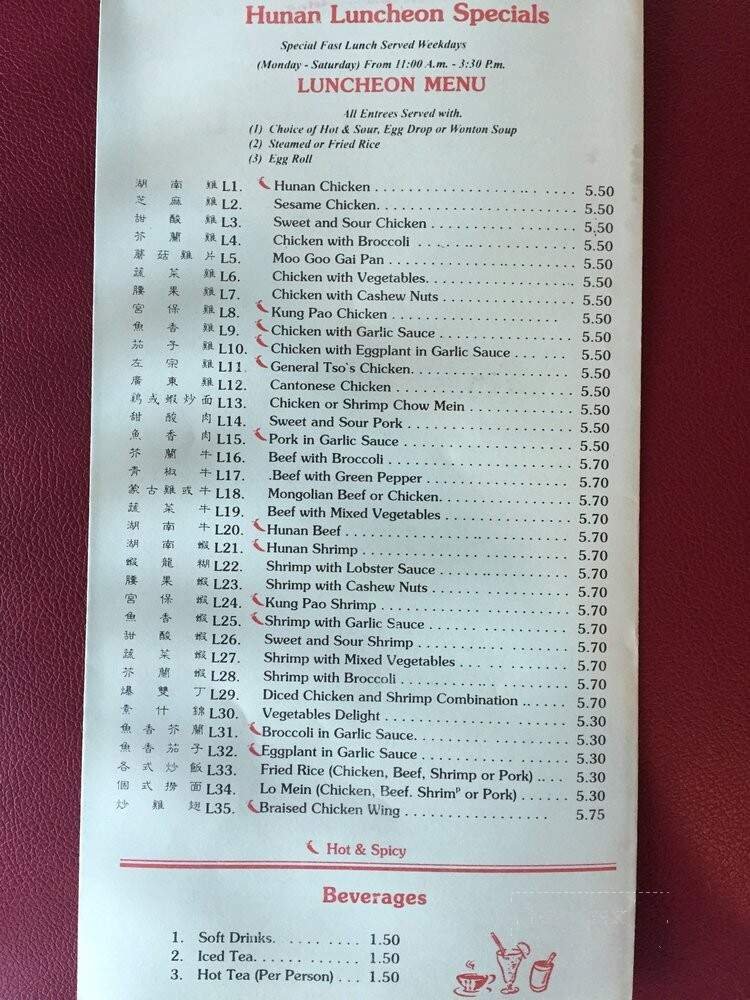 Hunan Luncheon Specials
Special Fast Lunch Served Weekdays
(Monday - Saturday) From 11:00 A.m. - 3:30 P.m.
LUNCHEON MENU
All Entrees Served with.
(1) Choice of Hot & Sour, Egg Drop or Wonton Soup
(2) Steamed or Fried Rice
(3) Egg Roll
湖南雞 L1. Hunan Chicken . . . . . . . . . . . . . . . . . . . . . . . . 5.50
芝麻雞 L2. Sesame Chicken. . . . . . . . . . . . . . . . . . . . . . . . 5.50
甜酸雞 L3. Sweet and Sour Chicken . . . . . . . . . . . . . . . . . . 5.50
芥蘭雞 L4. Chicken with Broccoli . . . . . . . . . . . . . . . . . . . 5.50
蘑菇雞片 L5. Moo Goo Gai Pan . . . . . . . . . . . . . . . . . . . . . . 5.50
蔬菜雞 L6. Chicken with Vegetables. . . . . . . . . . . . . . . . . . 5.50
腰果雞 L7. Chicken with Cashew Nuts . . . . . . . . . . . . . . . . 5.50
宮保雞 L8. Kung Pao Chicken . . . . . . . . . . . . . . . . . . . . . 5.50
魚香雞 L9. Chicken with Garlic Sauce . . . . . . . . . . . . . . . . 5.50
茄子雞 L10. Chicken with Eggplant in Garlic Sauce . . . . . . 5.50
左宗雞 L11. General Tso's Chicken. . . . . . . . . . . . . . . . . . . 5.50
廣東雞 L12. Cantonese Chicken . . . . . . . . . . . . . . . . . . . . . 5.50
鷄或蝦炒面 L13. Chicken or Shrimp Chow Mein . . . . . . . . . . . . 5.50
甜酸肉 L14. Sweet and Sour Pork . . . . . . . . . . . . . . . . . . . . 5.50
魚香肉 L15. Pork in Garlic Sauce . . . . . . . . . . . . . . . . . . . . 5.50
芥蘭牛 L16. Beef with Broccoli . . . . . . . . . . . . . . . . . . . . . . 5.70
青椒牛 L17. .Beef with Green Pepper . . . . . . . . . . . . . . . . . . 5.70
蒙古雞或牛 L18. Mongolian Beef or Chicken. . . . . . . . . . . . . . . . 5.70
蔬菜牛 L19. Beef with Mixed Vegetables . . . . . . . . . . . . . . . 5.70
湖南牛 L20. Hunan Beef . . . . . . . . . . . . . . . . . . . . . . . . . . 5.70
湖南蝦 L21. Hunan Shrimp . . . . . . . . . . . . . . . . . . . . . . . . 5.70
蝦龍糊 L22. Shrimp with Lobster Sauce . . . . . . . . . . . . . . . . 5.70
腰果蝦 L23. Shrimp with Cashew Nuts . . . . . . . . . . . . . . . . . 5.70
宮保蝦 L24. Kung Pao Shrimp . . . . . . . . . . . . . . . . . . . . . . 5.70
魚香蝦 L25. Shrimp with Garlic Sauce . . . . . . . . . . . . . . . . . 5.70
甜酸蝦 L26. Sweet and Sour Shrimp . . . . . . . . . . . . . . . . . . 5.70
蔬菜蝦 L27. Shrimp with Mixed Vegetables . . . . . . . . . . . . . 5.70
芥蘭蝦 L28. Shrimp with Broccoli . . . . . . . . . . . . . . . . . . . . 5.70
爆雙丁 L29. Diced Chicken and Shrimp Combination . . . . . . 5.70
素什錦 L30. Vegetables Delight . . . . . . . . . . . . . . . . . . . . . . 5.30
魚香芥蘭 L31. Broccoli in Garlic Sauce. . . . . . . . . . . . . . . . . . . 5.30
魚香茄子 L32. Eggplant in Garlic Sauce . . . . . . . . . . . . . . . . . . 5.30
各式炒飯 L33. Fried Rice (Chicken, Beef, Shrimp or Pork) . . . . 5.30
個式撈面 L34. Lo Mein (Chicken, Beef. Shrimp or Pork) . . . . . . 5.30
炒雞翅 L35. Braised Chicken Wing . . . . . . . . . . . . . . . . . 5.75
Hot & Spicy
Beverages
1. Soft Drinks. . . . . . . . . . 1.50
2. Iced Tea. . . . . . . . . . . . 1.50
3. Hot Tea (Per Person) . . . 1.50